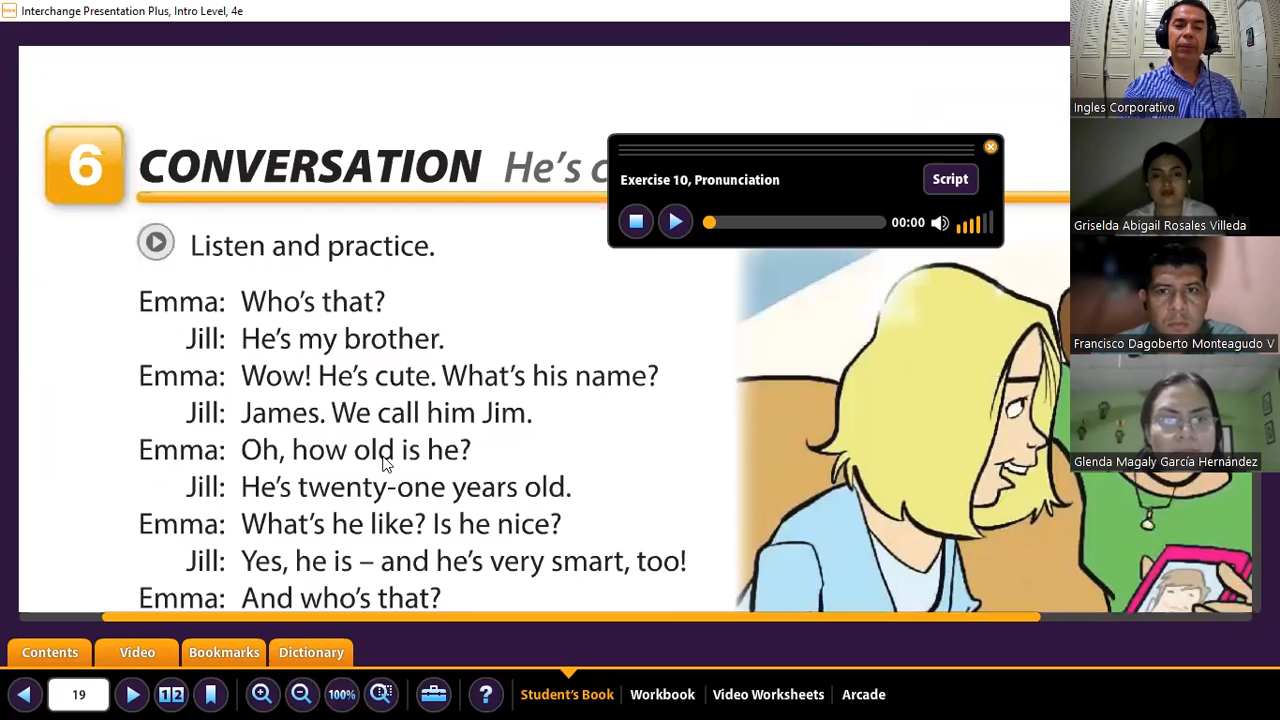 Interchange Presentation Plus, Intro Level, 4e
6 CONVERSATION He's c
Exercise 10, Pronunciation
Script
00:00
Listen and practice.
Emma: Who's that?
Jill: He's my brother.
Emma: Wow! He's cute. What's his name?
Jill: James. We call him Jim.
Emma: Oh, how old is he?
Jill: He's twenty-one years old.
Emma: What's he like? Is he nice?
Jill: Yes, he is – and he's very smart, too!
Emma: And who's that?
Ingles Corporativo
Griselda Abigail Rosales Villeda
Francisco Dagoberto Monteagudo V
Glenda Magaly García Hernández
Contents Video Bookmarks Dictionary
19 1 2 100% ? Student's Book Workbook Video Worksheets Arcade